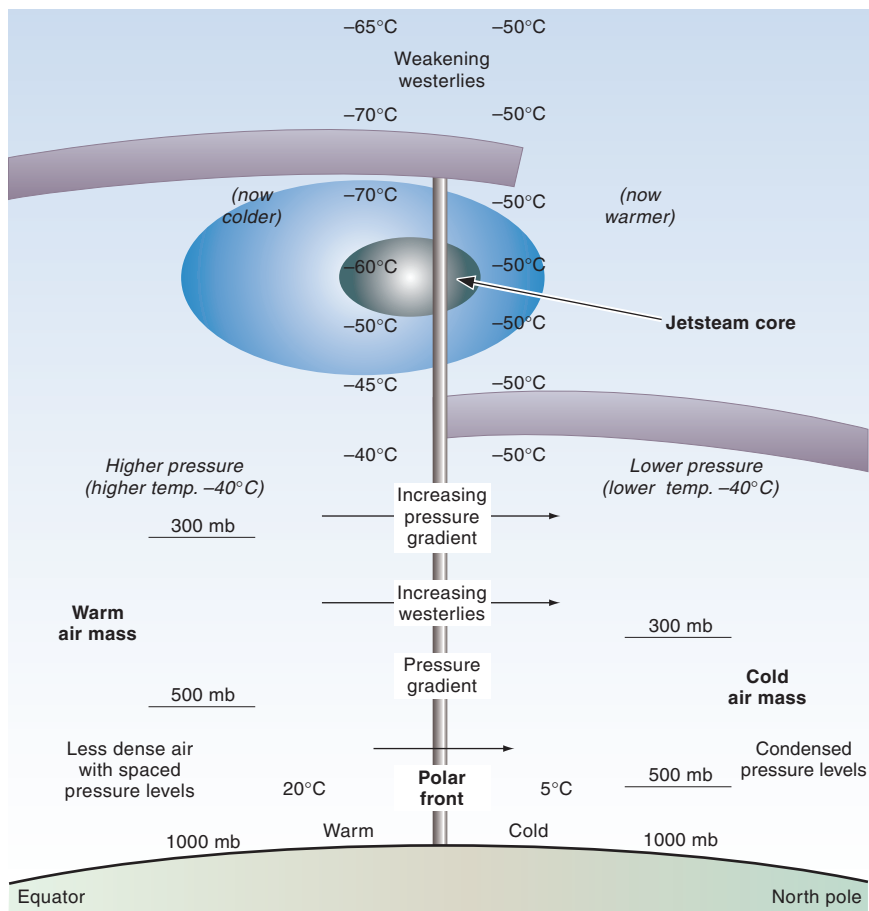 –65°C –50°C
Weakening
westerlies
–70°C –50°C
(now
colder)
–70°C –50°C
(now
warmer)
–60°C –50°C
–50°C –50°C
Jetsteam core
–45°C –50°C
–40°C –50°C
Higher pressure
(higher temp. –40°C)
Lower pressure
(lower temp. –40°C)
300 mb
Increasing
pressure
gradient
Warm
air mass
Increasing
westerlies
300 mb
500 mb
Pressure
gradient
Cold
air mass
Less dense air
with spaced
pressure levels
20°C
Polar
front
5°C
500 mb
Condensed
pressure levels
1000 mb
Warm
Cold
1000 mb
Equator
North pole